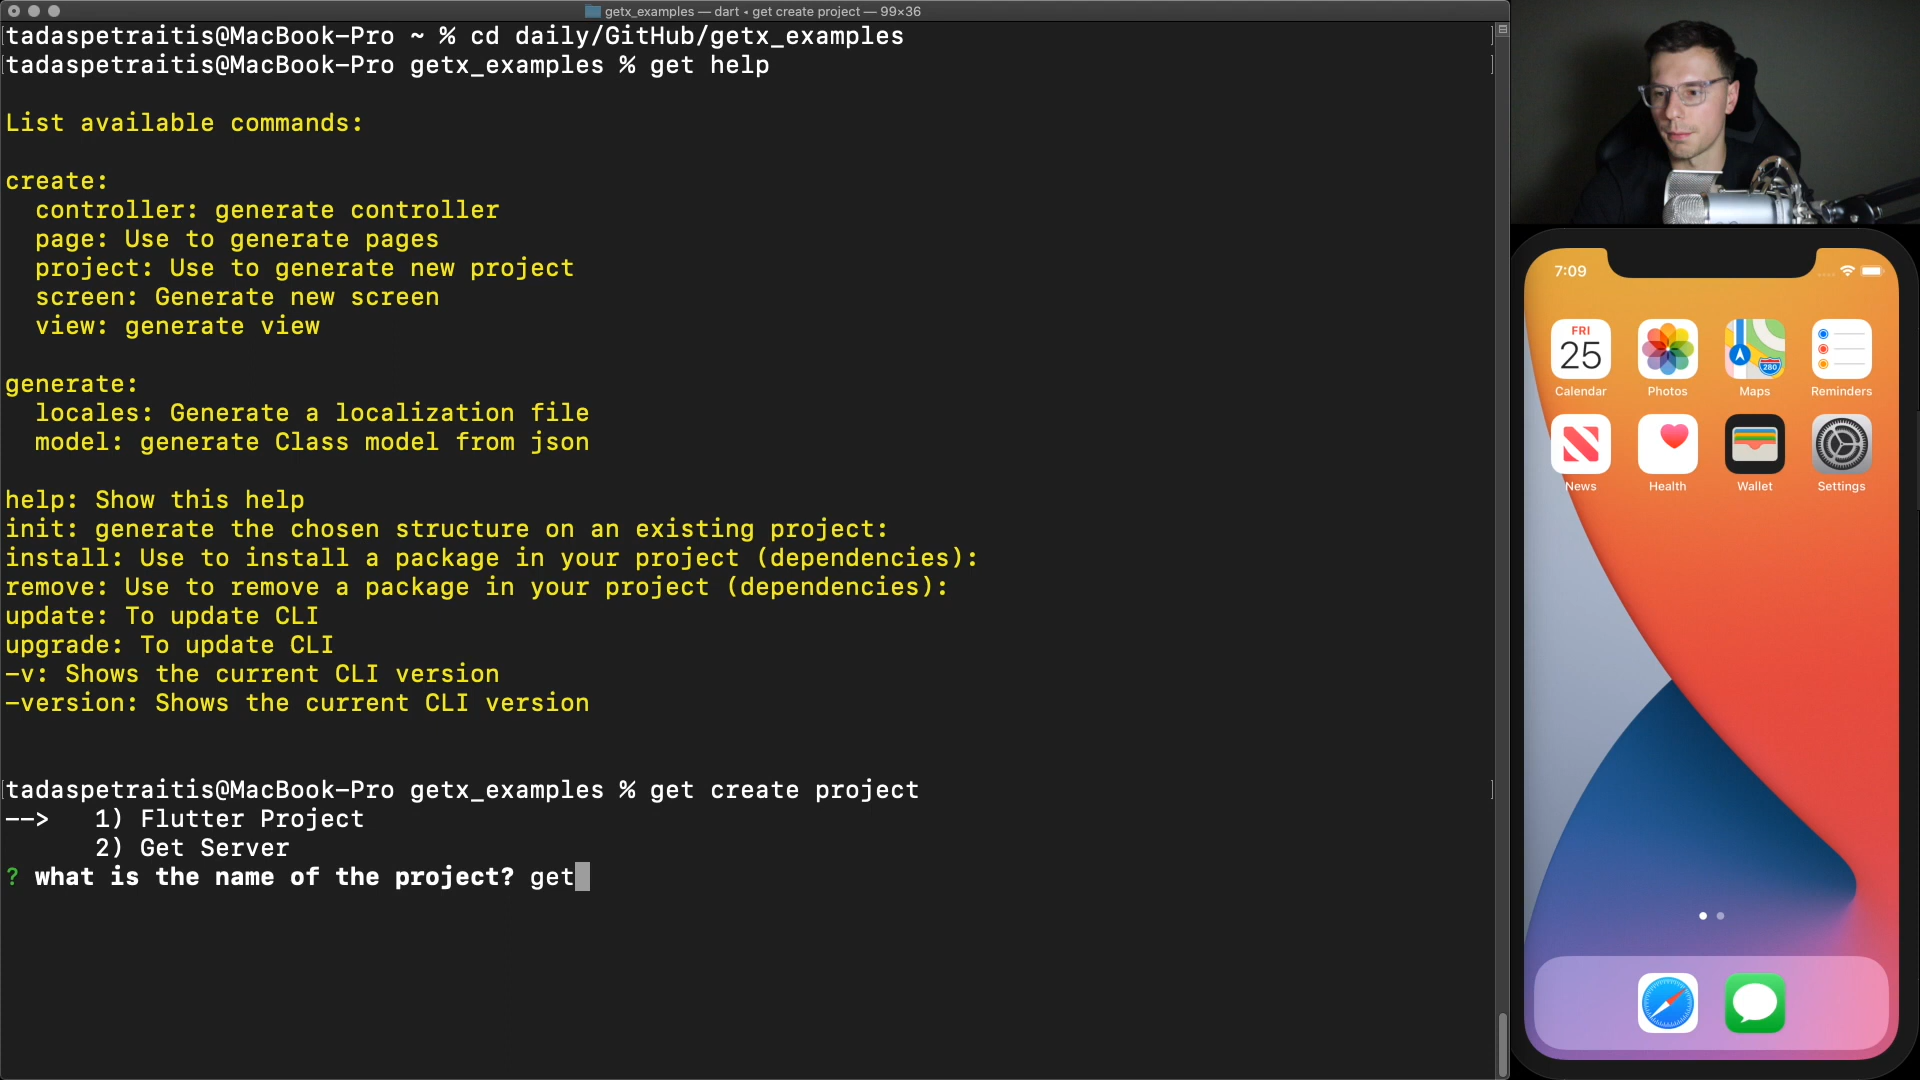 getx_examples — dart ◂ get create project — 99×36
tadaspetraitis@MacBook-Pro ~ % cd daily/GitHub/getx_examples
tadaspetraitis@MacBook-Pro getx_examples % get help
List available commands:
create:
controller: generate controller
page: Use to generate pages
project: Use to generate new project
screen: Generate new screen
view: generate view
generate:
locales: Generate a localization file
model: generate Class model from json
help: Show this help
init: generate the chosen structure on an existing project:
install: Use to install a package in your project (dependencies):
remove: Use to remove a package in your project (dependencies):
update: To update CLI
upgrade: To update CLI
-v: Shows the current CLI version
-version: Shows the current CLI version
tadaspetraitis@MacBook-Pro getx_examples % get create project
--> 1) Flutter Project
2) Get Server
? what is the name of the project? get
7:09
FRI
25
280
Calendar Photos Maps Reminders
News Health Wallet Settings